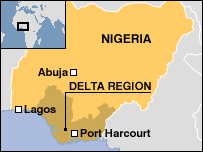 NIGERIA
Abuja
DELTA REGION
Lagos
Port Harcourt